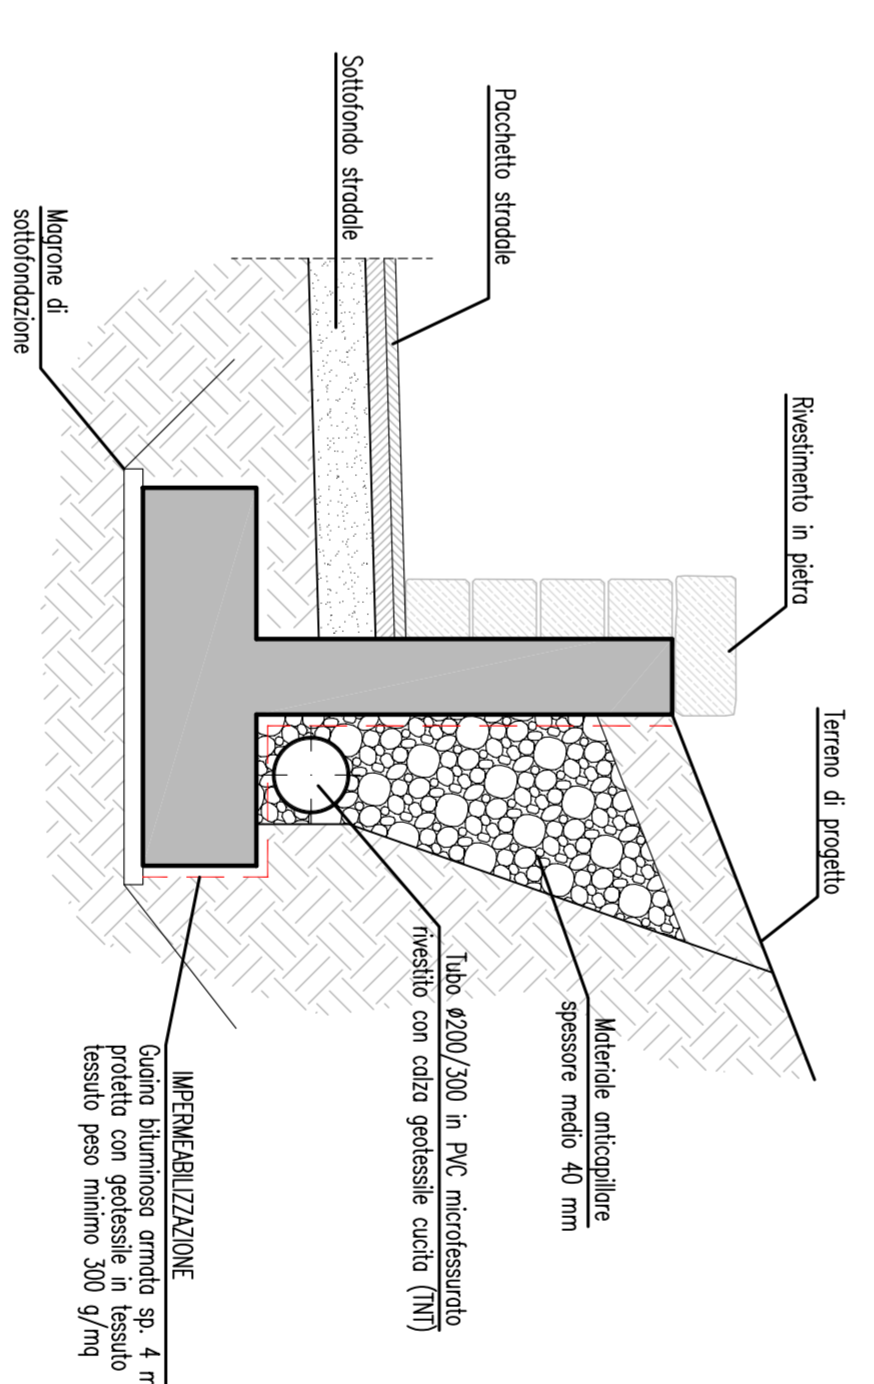 Rivestimento in pietra
Terreno di progetto
Pacchetto stradale
Sottofondo stradale
Magrone di
sottofondazione
Materiale anticapillare
spessore medio 40 mm
Tubo ø200/300 in PVC microfessurato
rivestito con calza geotessile cucita (TNT)
IMPERMEABILIZZAZIONE
Guaina bituminosa armata sp. 4
protetta con geotessile in tessuto
tessuto peso minimo 300 g/mq